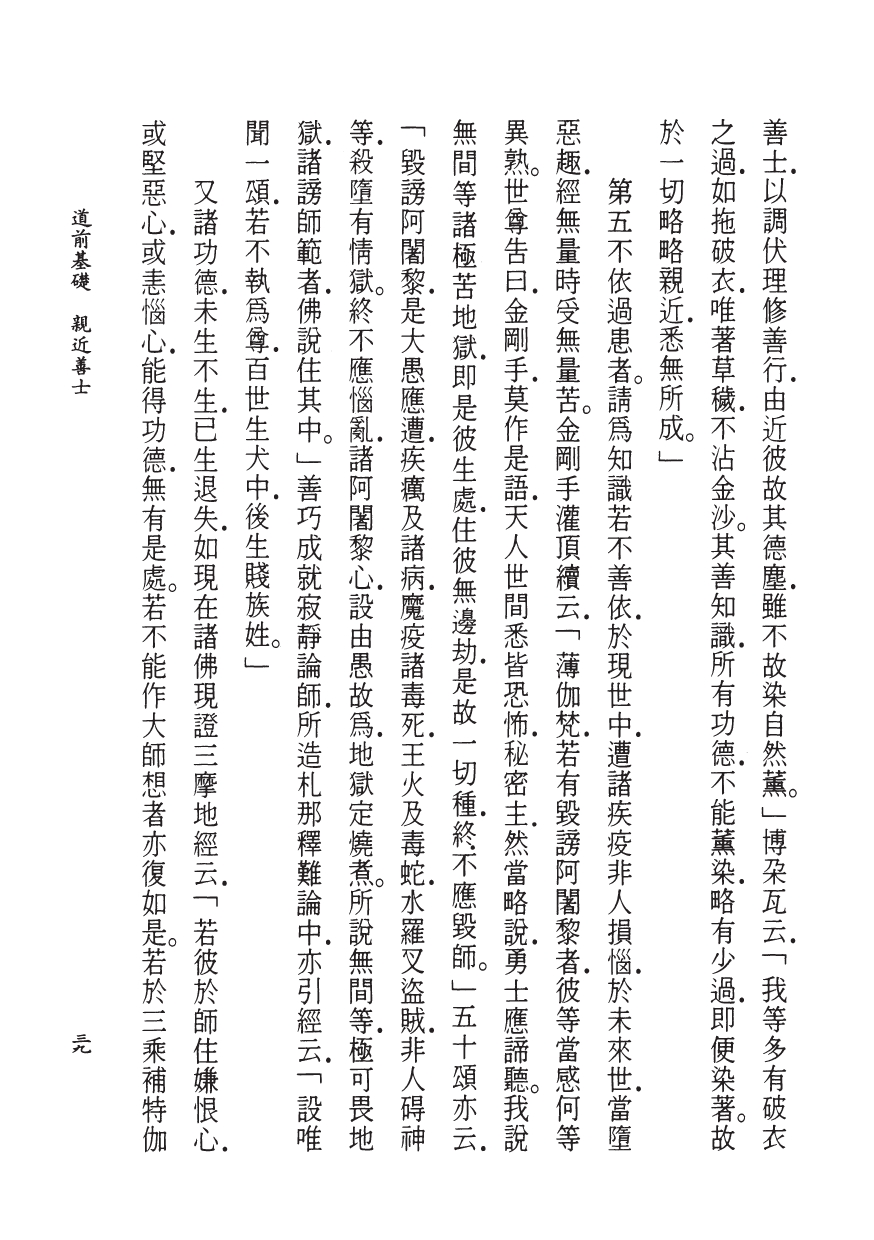 善士．以調伏理修善行．由近彼故其德塵．雖不故染自然薰。」博朶瓦云．「我等多有破衣
之過．如拖破衣．唯著草穢．不沾金沙。其善知識．所有功德．不能薰染．略有少過．即便染著。故
於一切略略親近．悉無所成。」
第五不依過患者。請爲知識若不善依．於現世中．遭諸疾疫非人損惱．於未來世．當墮
惡趣．經無量時受無量苦。金剛手灌頂續云．「薄伽梵．若有毀謗阿闍黎者．彼等當感何等
異熟。世尊告曰．金剛手．莫作是語．天人世間悉皆恐怖．秘密主．然當略說．勇士應諦聽。我說
無間等諸極苦地獄．即是彼生處．住彼無邊劫．是故一切種．終不應毀師。」五十頌亦云．
「毀謗阿闍黎．是大愚應遭．疾癘及諸病．魔疫諸毒死．王火及毒蛇．水羅叉盜賊．非人碍神
等．殺墮有情獄。終不應惱亂．諸阿闍黎心．設由愚故爲．地獄定燒煮。所說無間等．極可畏地
獄．諸謗師範者．佛說住其中。」善巧成就寂靜論師．所造札那釋難論中．亦引經云．「設唯
聞一頌．若不執爲尊．百世生犬中．後生賤族姓。」
又諸功德．未生不生．已生退失．如現在諸佛現證三摩地經云．「若彼於師住嫌恨心．
或堅惡心．或恚惱心．能得功德．無有是處。若不能作大師想者亦復如是。若於三乘補特伽
道前基礎　親近善士
三九